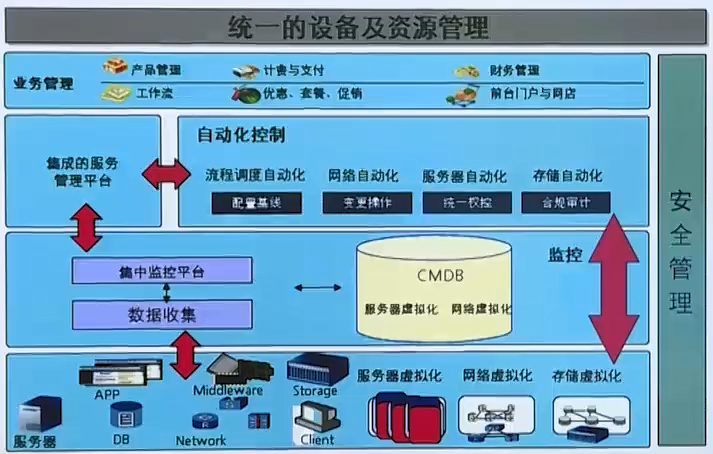 统一的设备及资源管理
业务管理
产品管理
计费与支付
财务管理
工作流
优惠、套餐、促销
前台门户与网店
集成的服务
管理平台
自动化控制
流程调度自动化
网络自动化
服务器自动化
存储自动化
配置基线
变更操作
统一权控
合规审计
安全管理
监控
集中监控平台
数据收集
CMDB
服务器虚拟化
网络虚拟化
APP
Middleware
Storage
服务器虚拟化
网络虚拟化
存储虚拟化
服务器
DB
Network
Client